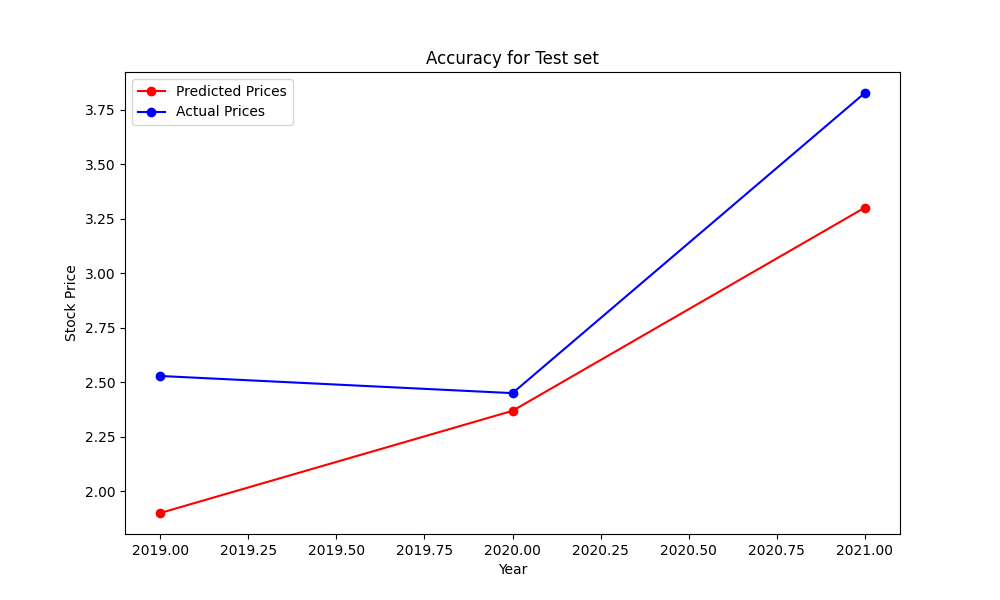 Accuracy for Test set
Predicted Prices
Actual Prices
3.75
3.50
3.25
3.00
2.75
2.50
2.25
2.00
Stock Price
2019.00 2019.25 2019.50 2019.75 2020.00 2020.25 2020.50 2020.75 2021.00
Year